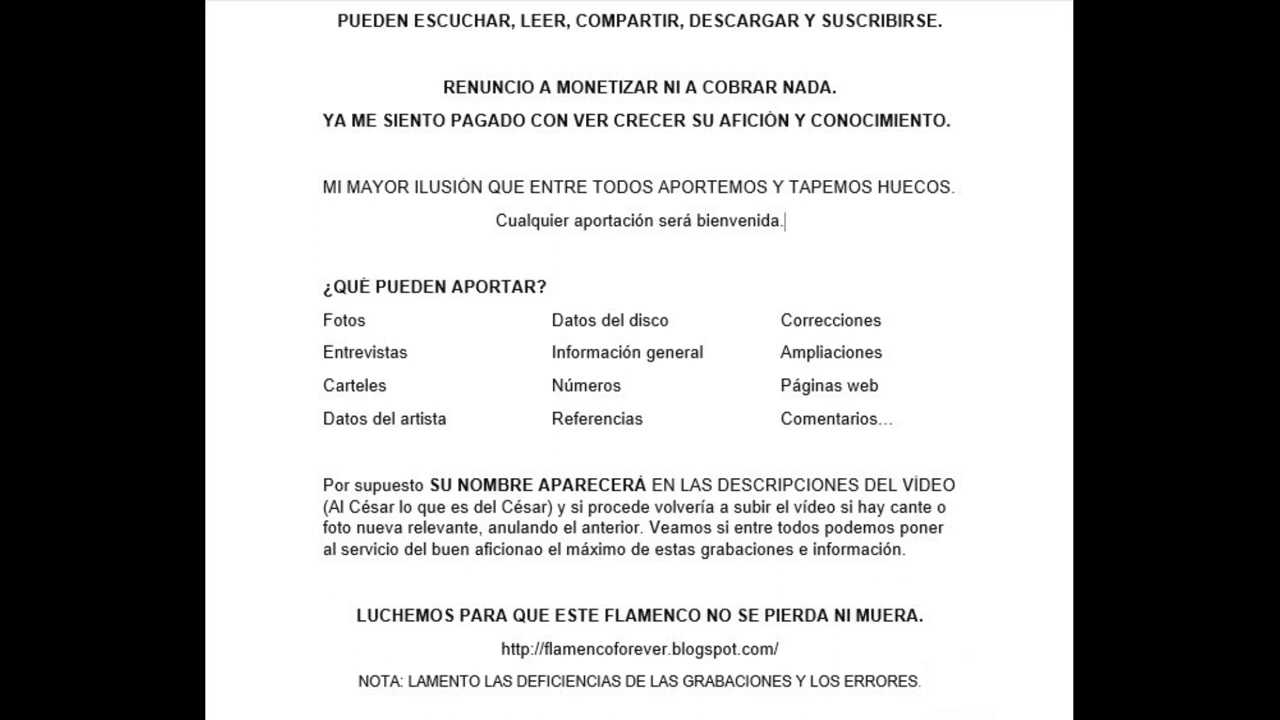 PUEDEN ESCUCHAR, LEER, COMPARTIR, DESCARGAR Y SUSCRIBIRSE.
RENUNCIO A MONETIZAR NI A COBRAR NADA.
YA ME SIENTO PAGADO CON VER CRECER SU AFICIÓN Y CONOCIMIENTO.
MI MAYOR ILUSIÓN QUE ENTRE TODOS APORTEMOS Y TAPEMOS HUECOS.
Cualquier aportación será bienvenida.
¿QUÉ PUEDEN APORTAR?
Fotos Datos del disco Correcciones
Entrevistas Información general Ampliaciones
Carteles Números Páginas web
Datos del artista Referencias Comentarios...
Por supuesto SU NOMBRE APARECERÁ EN LAS DESCRIPCIONES DEL VÍDEO
(Al César lo que es del César) y si procede volvería a subir el vídeo si hay cante o
foto nueva relevante, anulando el anterior. Veamos si entre todos podemos poner
al servicio del buen aficionao el máximo de estas grabaciones e información.
LUCHEMOS PARA QUE ESTE FLAMENCO NO SE PIERDA NI MUERA.
http://flamencoforever.blogspot.com/
NOTA: LAMENTO LAS DEFICIENCIAS DE LAS GRABACIONES Y LOS ERRORES.